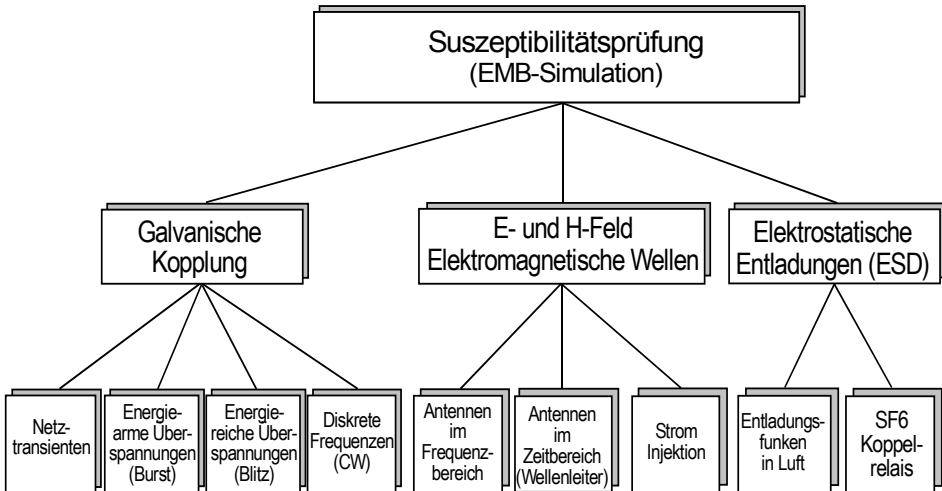 Suszeptibilitätsprüfung
(EMB-Simulation)
Galvanische
Kopplung
E- und H-Feld
Elektromagnetische Wellen
Elektrostatische
Entladungen (ESD)
Netz-
transienten
Energie-
arme Über-
spannungen
(Burst)
Energie-
reiche Über-
spannungen
(Blitz)
Diskrete
Frequenzen
(CW)
Antennen
im
Frequenz-
bereich
Antennen
im
Zeitbereich
(Wellenleiter)
Strom
Injektion
Entladungs-
funken
in Luft
SF6
Koppel-
relais